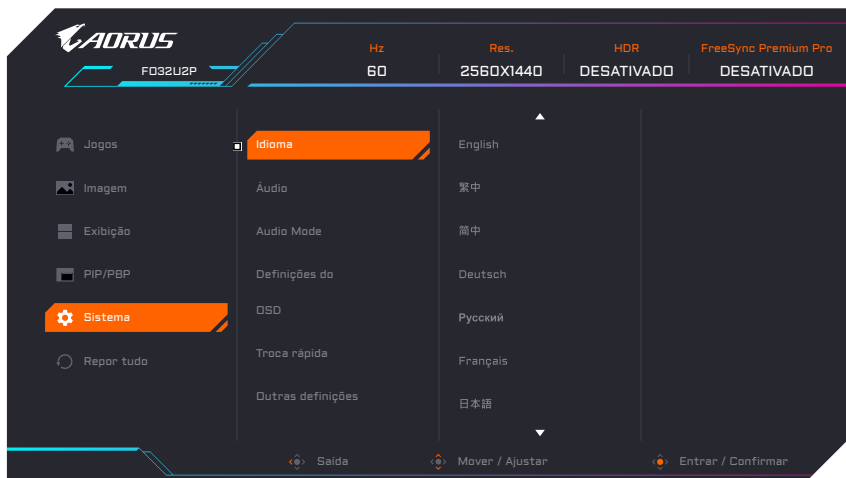 AORUS
FO32U2P
Hz
60
Res.
2560X1440
HDR
DESATIVADO
FreeSync Premium Pro
DESATIVADO
Jogos
Imagem
Exibição
PIP/PBP
Sistema
Repor tudo
Idioma
Áudio
Audio Mode
Definições do
OSD
Troca rápida
Outras definições
English
繁中
简中
Deutsch
Русский
Français
日本語
Saída
Mover / Ajustar
Entrar / Confirmar